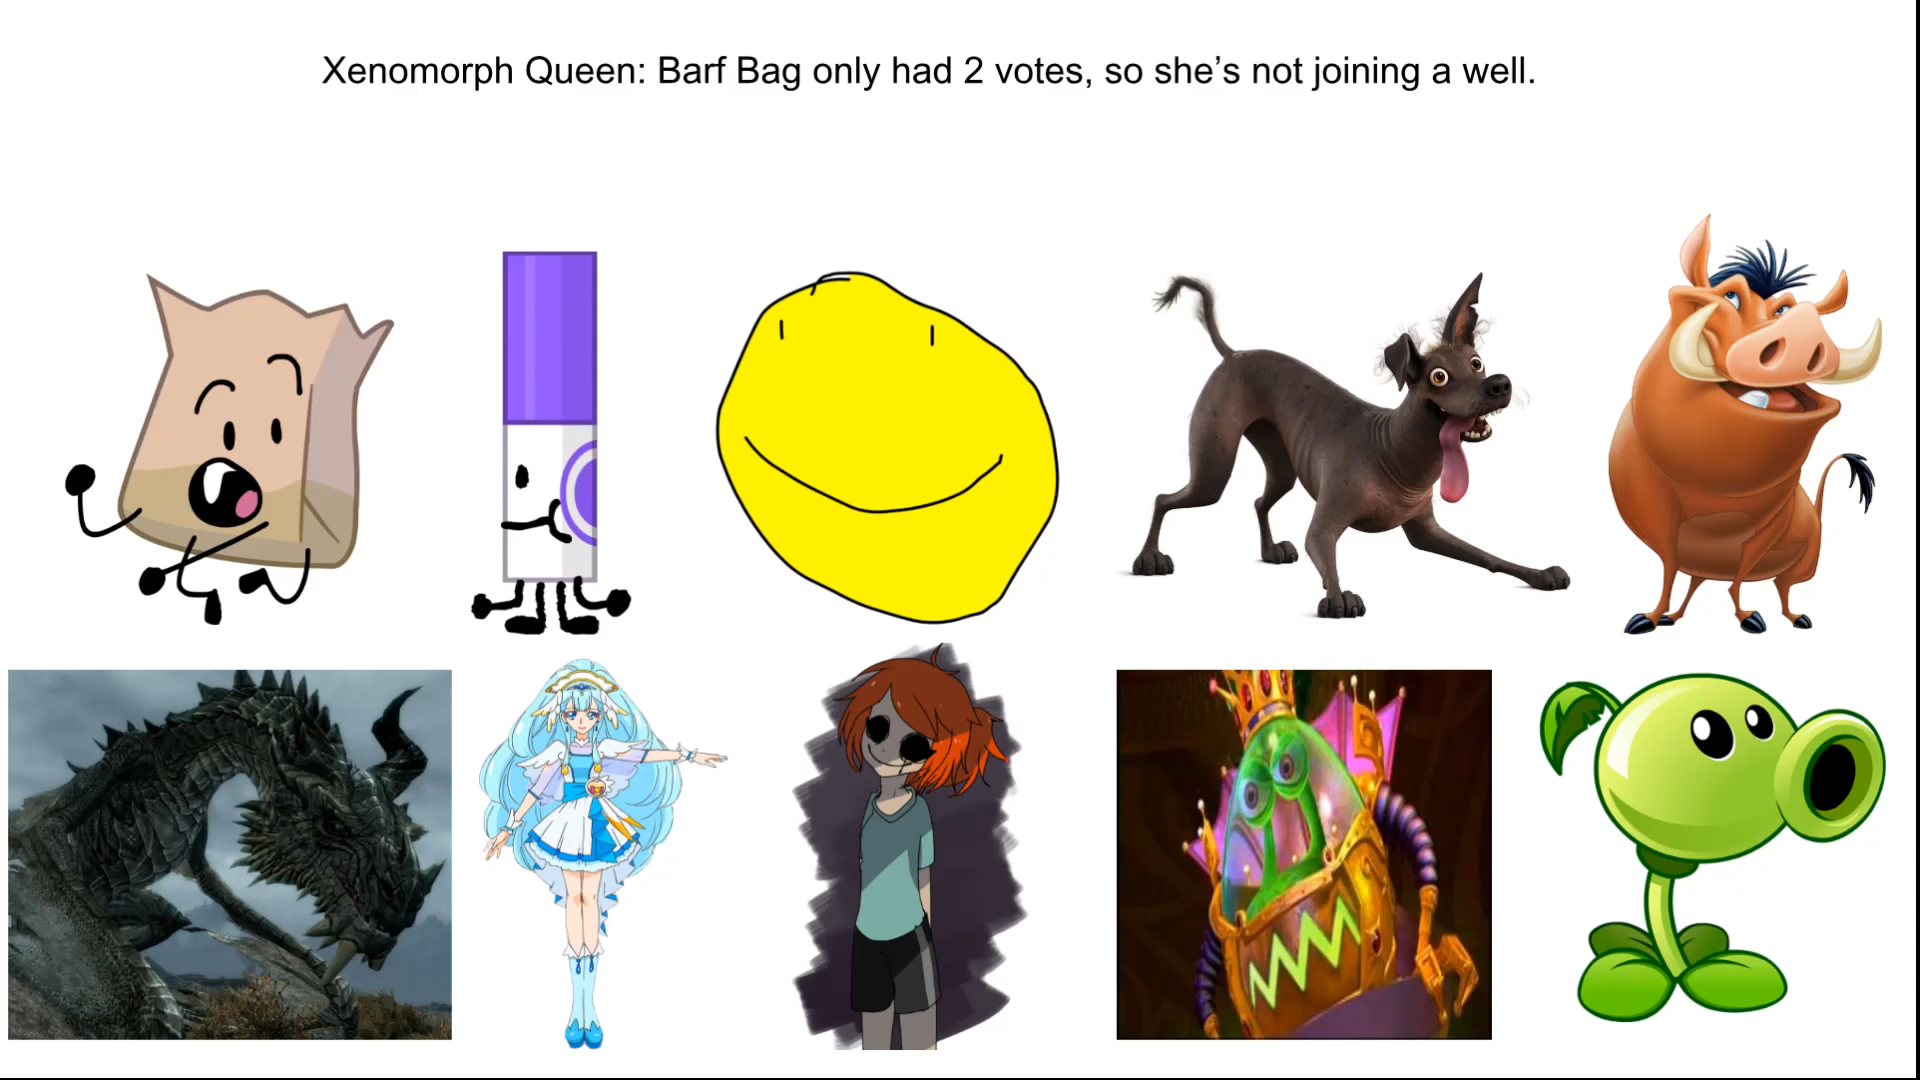 Xenomorph Queen: Barf Bag only had 2 votes, so she’s not joining a well.